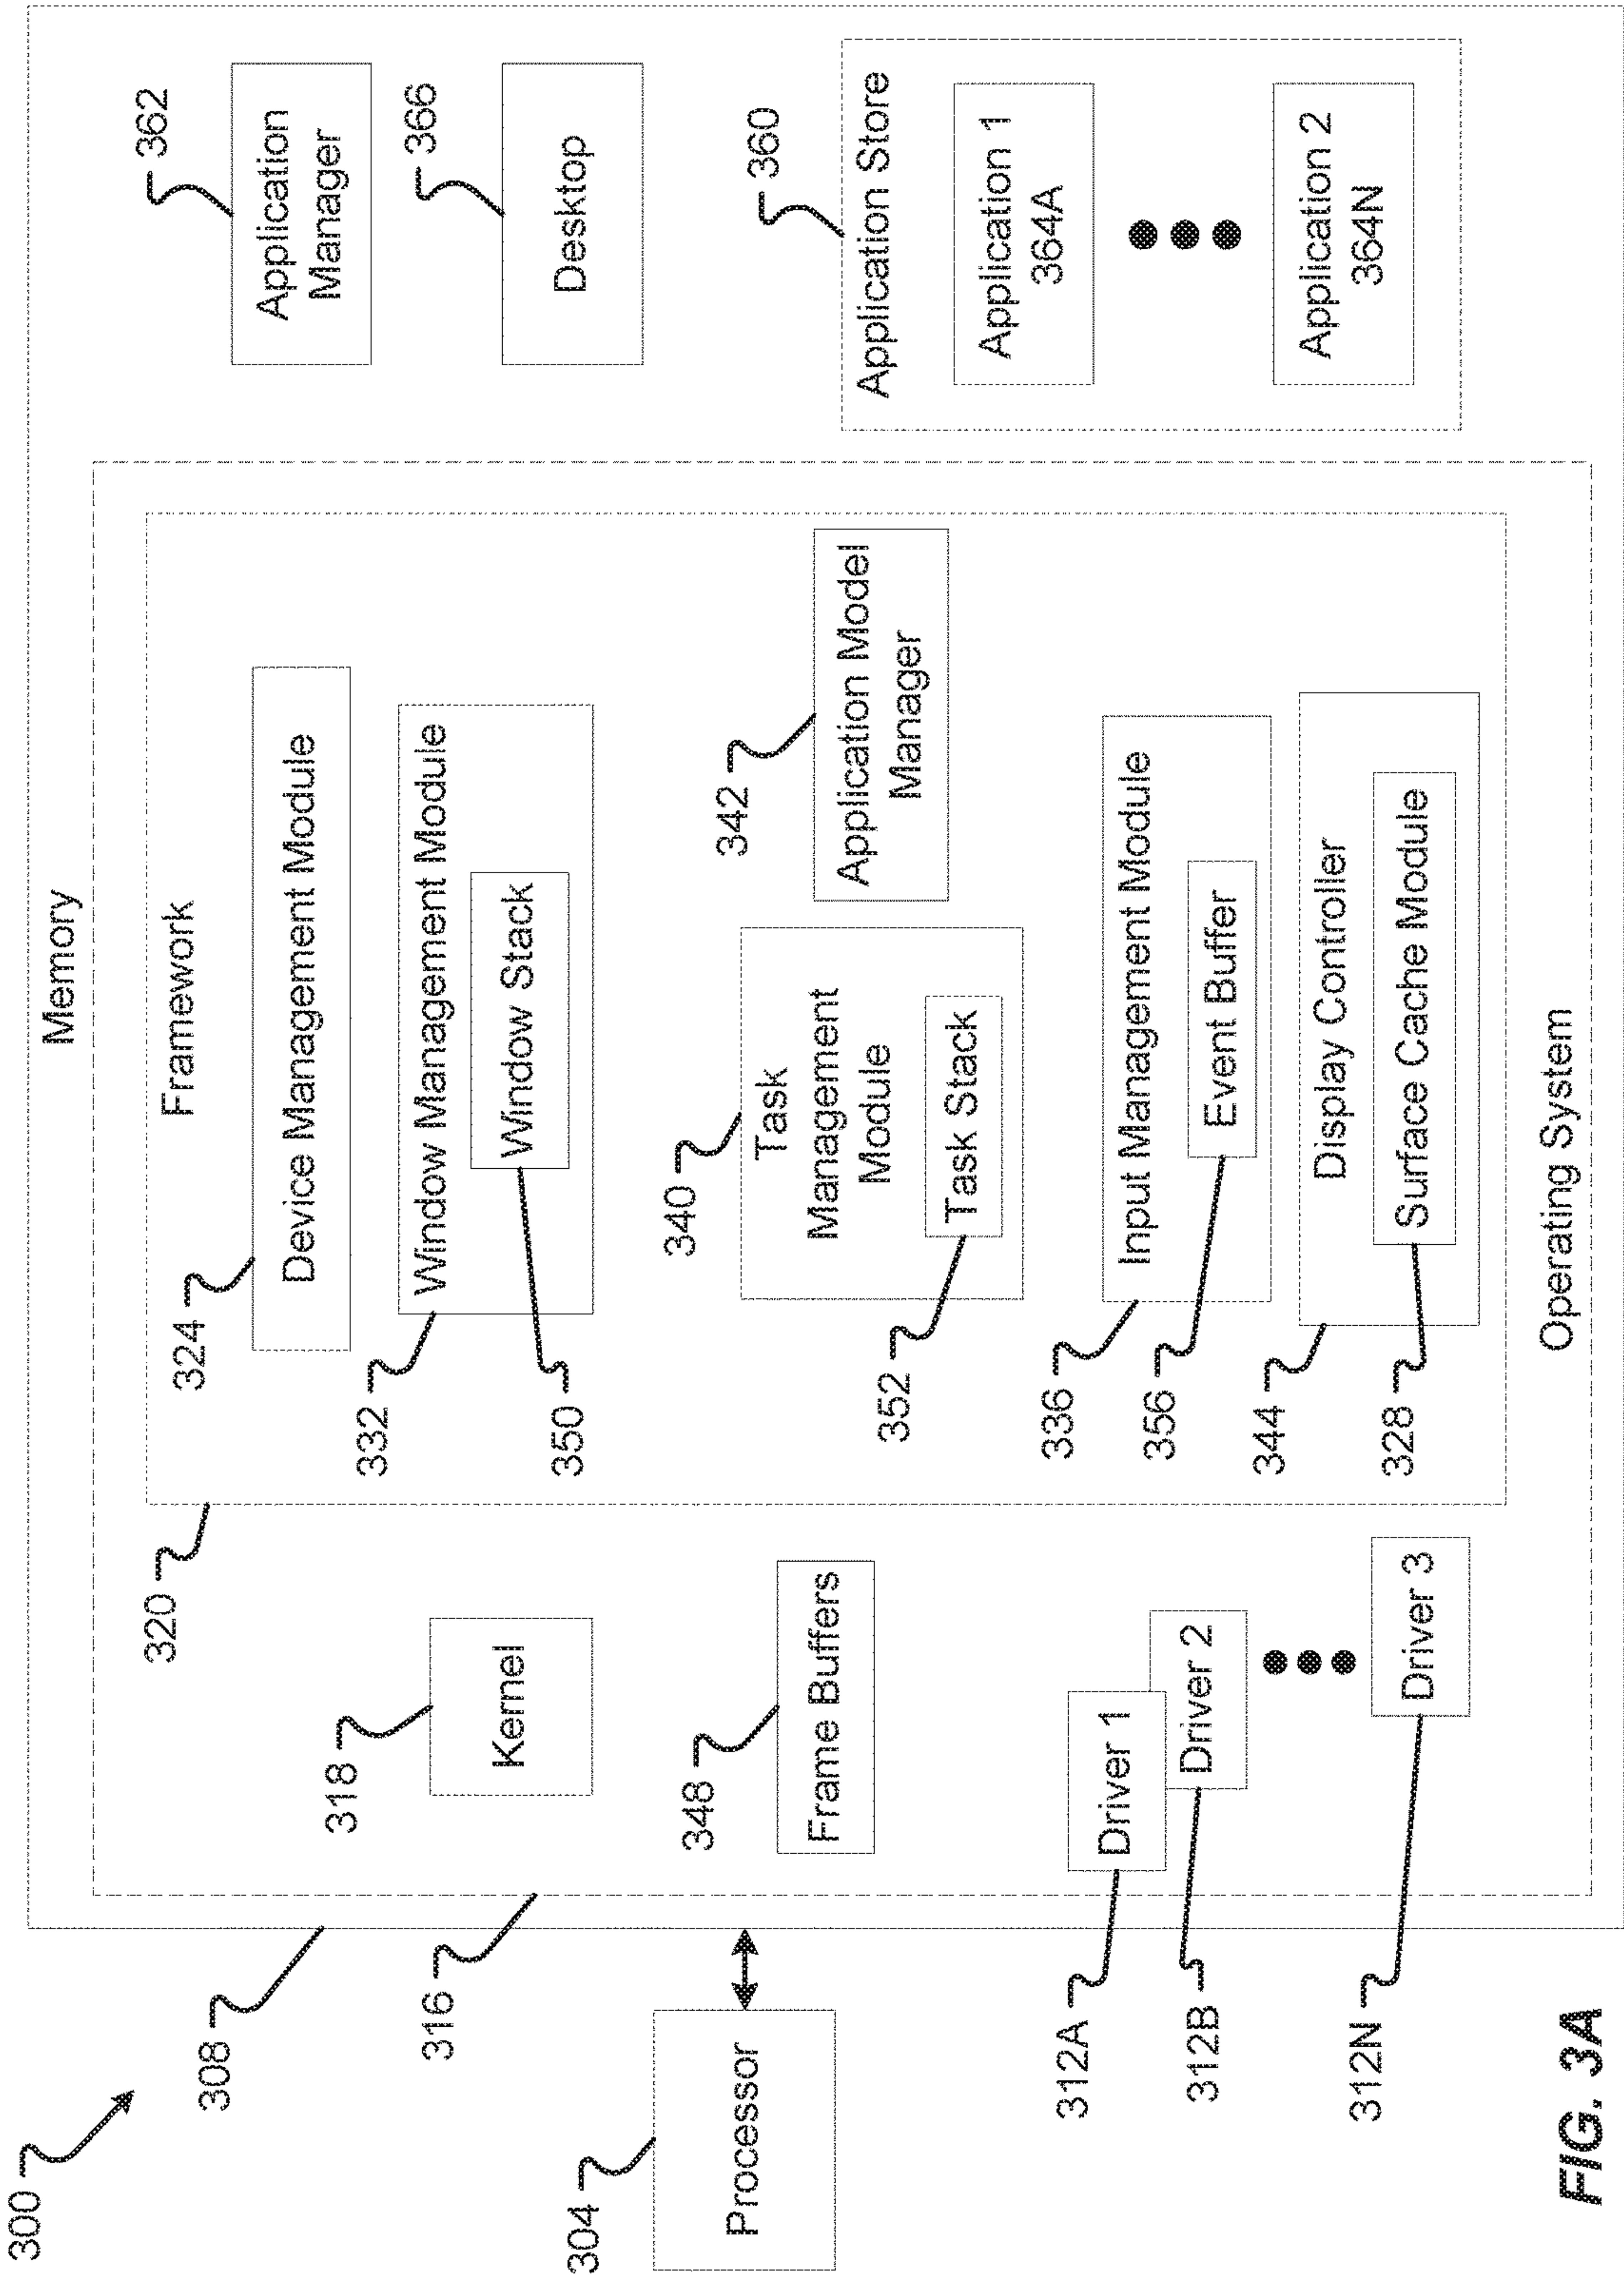 300
308
Memory
316
Operating System
320
Framework
324
Device Management Module
332
Window Management Module
350
Window Stack
340
Task
Management
Module
352
Task Stack
342
Application Model
Manager
336
Input Management Module
356
Event Buffer
344
Display Controller
328
Surface Cache Module
318
Kernel
348
Frame Buffers
312A
Driver 1
312B
Driver 2
312N
Driver 3
304
Processor
362
Application
Manager
366
Desktop
360
Application Store
Application 1
364A
Application 2
364N
FIG. 3A